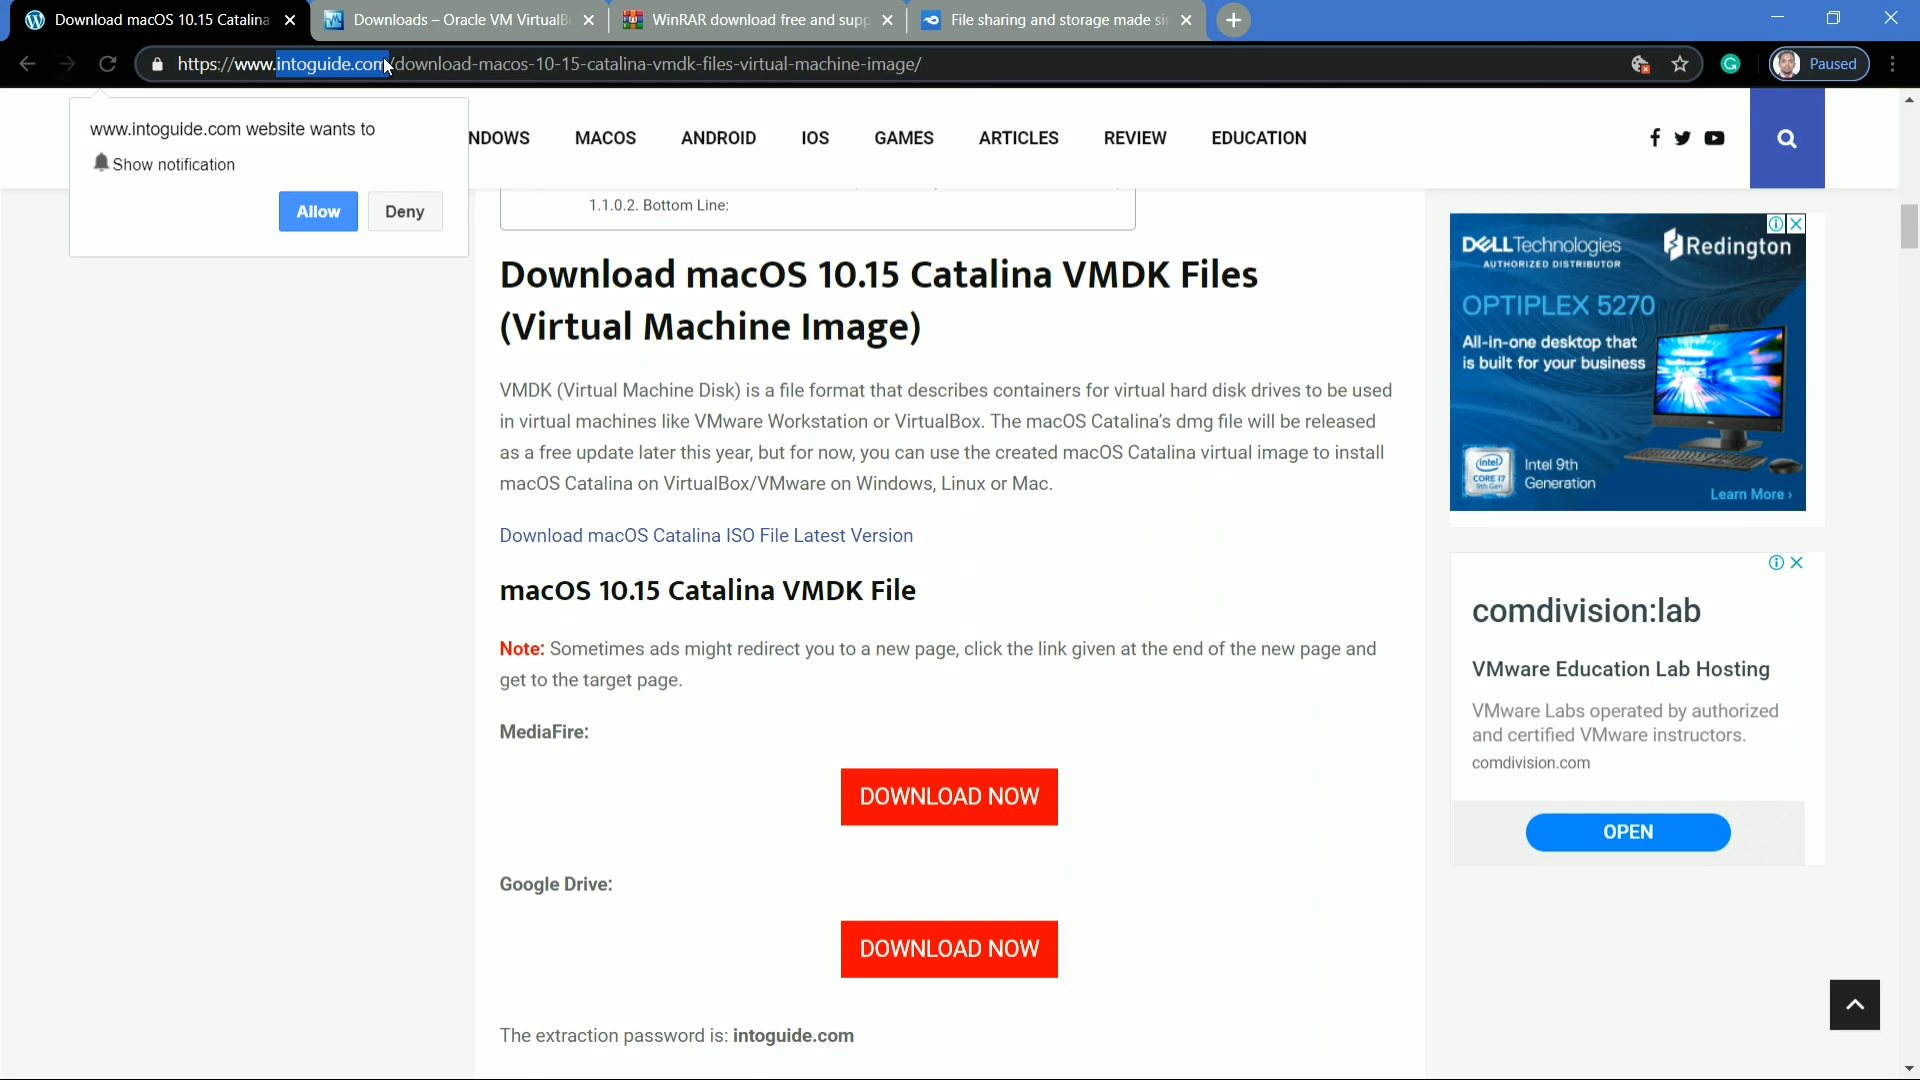 Download macOS 10.15 Catalina
Downloads – Oracle VM VirtualB
WinRAR download free and supp
File sharing and storage made si
https://www.intoguide.com/download-macos-10-15-catalina-vmdk-files-virtual-machine-image/
Paused
www.intoguide.com website wants to
Show notification
Allow
Deny
NDOWS
MACOS
ANDROID
IOS
GAMES
ARTICLES
REVIEW
EDUCATION
1.1.0.2. Bottom Line:
Download macOS 10.15 Catalina VMDK Files
(Virtual Machine Image)
VMDK (Virtual Machine Disk) is a file format that describes containers for virtual hard disk drives to be used
in virtual machines like VMware Workstation or VirtualBox. The macOS Catalina's dmg file will be released
as a free update later this year, but for now, you can use the created macOS Catalina virtual image to install
macOS Catalina on VirtualBox/VMware on Windows, Linux or Mac.
Download macOS Catalina ISO File Latest Version
macOS 10.15 Catalina VMDK File
Note: Sometimes ads might redirect you to a new page, click the link given at the end of the new page and
get to the target page.
MediaFire:
DOWNLOAD NOW
Google Drive:
DOWNLOAD NOW
The extraction password is: intoguide.com
DELL Technologies
AUTHORIZED DISTRIBUTOR
Redington
OPTIPLEX 5270
All-in-one desktop that
is built for your business
intel
CORE i7
9th Gen
Intel 9th
Generation
Learn More ›
comdivision:lab
VMware Education Lab Hosting
VMware Labs operated by authorized
and certified VMware instructors.
comdivision.com
OPEN